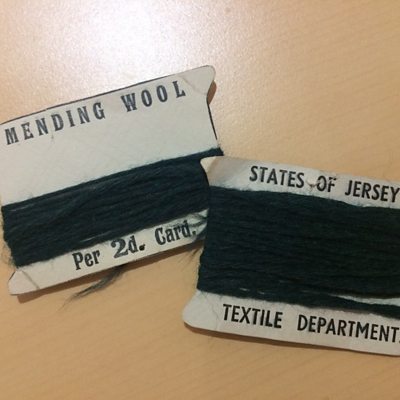 MENDING WOOL
Per 2d. Card.
STATES OF JERSEY
TEXTILE DEPARTMENT.